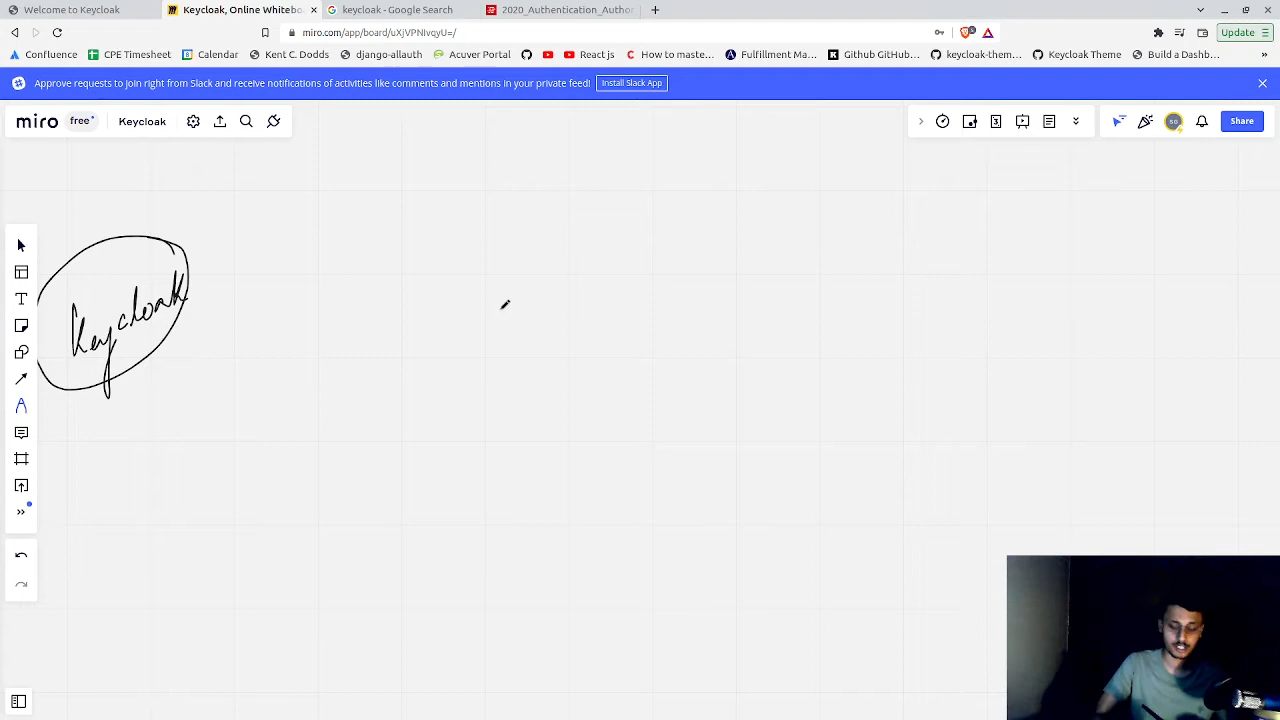 Welcome to Keycloak
Keycloak, Online Whitebo
keycloak - Google Search
2020_Authentication_Author
miro.com/app/board/uXjVPNIvqyU=/
Update
Confluence
CPE Timesheet
Calendar
K. C. Dodds
django-allauth
Acuver Portal
React js
How to maste...
Fulfillment Ma...
Github GitHub...
keycloak-them...
Keycloak Theme
Build a Dashb...
Approve requests to join right from Slack and receive notifications of activities like comments and mentions in your private feed!
Install Slack App
miro
free
Keycloak
3
SG
Share
Keycloak